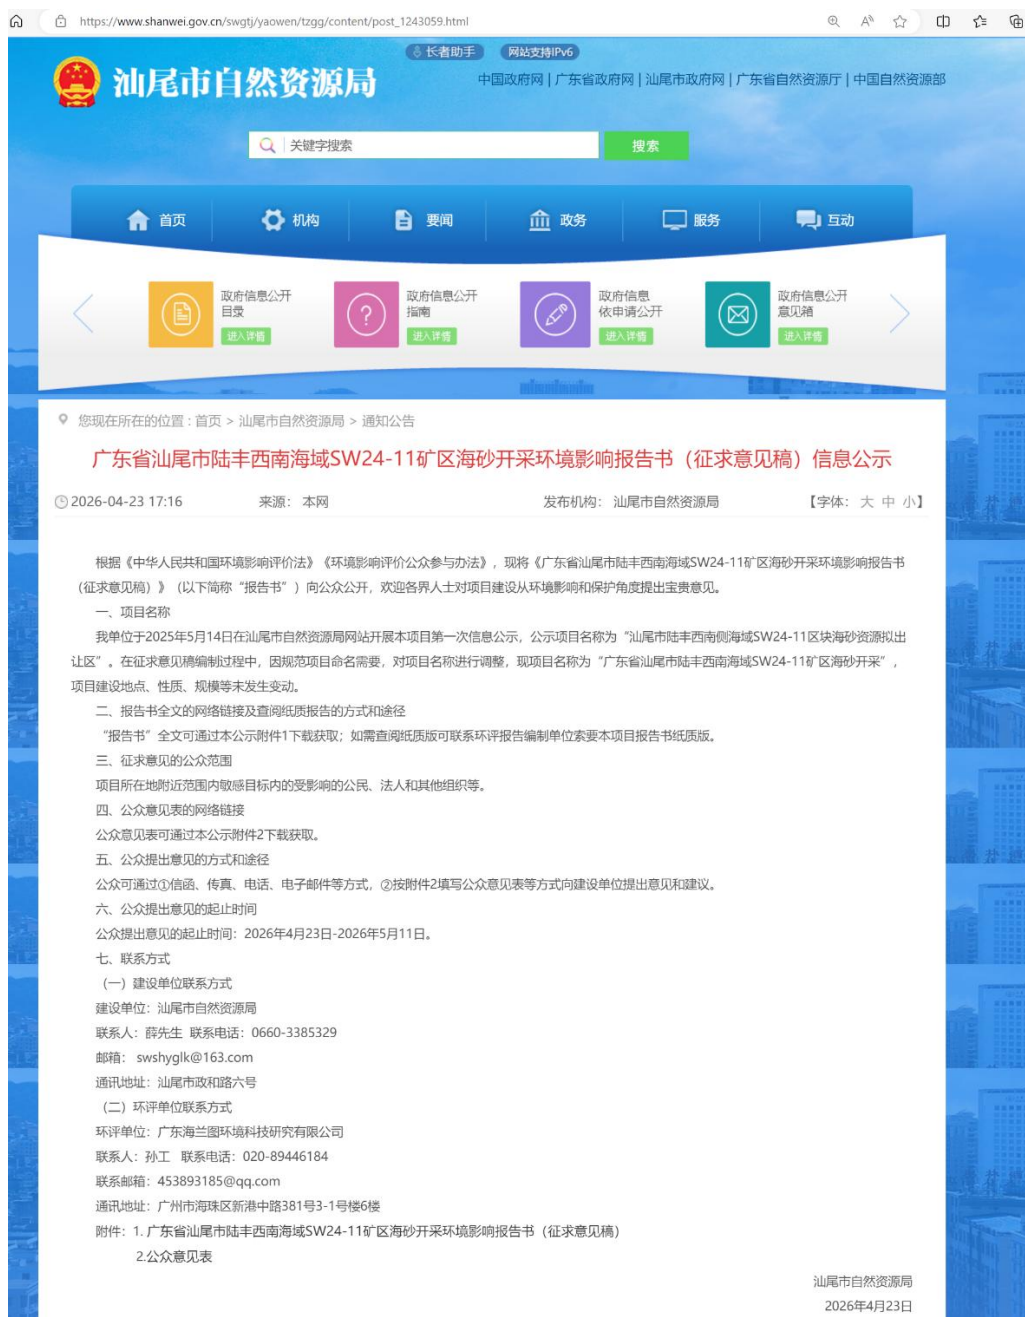 https://www.shanwei.gov.cn/swgtj/yaowen/tzgg/content/post_1243059.html
长者助手 网站支持IPv6
汕尾市自然资源局
中国政府网 | 广东省政府网 | 汕尾市政府网 | 广东省自然资源厅 | 中国自然资源部
关键字搜索 搜索
首页 机构 要闻 政务 服务 互动
政府信息公开 政府信息公开 政府信息 政府信息公开
目录 指南 依申请公开 意见箱
进入详情 进入详情 进入详情 进入详情
您现在所在的位置 : 首页 > 汕尾市自然资源局 > 通知公告
广东省汕尾市陆丰西南海域SW24-11矿区海砂开采环境影响报告书（征求意见稿）信息公示
2026-04-23 17:16 来源： 本网 发布机构： 汕尾市自然资源局 【字体： 大 中 小】
根据《中华人民共和国环境影响评价法》《环境影响评价公众参与办法》，现将《广东省汕尾市陆丰西南海域SW24-11矿区海砂开采环境影响报告书
（征求意见稿）》（以下简称“报告书”）向公众公开，欢迎各界人士对项目建设从环境影响和保护角度提出宝贵意见。
一、项目名称
我单位于2025年5月14日在汕尾市自然资源局网站开展本项目第一次信息公示，公示项目名称为“汕尾市陆丰西南侧海域SW24-11区块海砂资源拟出
让区”。在征求意见稿编制过程中，因规范项目命名需要，对项目名称进行调整，现项目名称为“广东省汕尾市陆丰西南海域SW24-11矿区海砂开采”，
项目建设地点、性质、规模等未发生变动。
二、报告书全文的网络链接及查阅纸质报告的方式和途径
“报告书”全文可通过本公示附件1下载获取；如需查阅纸质版可联系环评报告编制单位索要本项目报告书纸质版。
三、征求意见的公众范围
项目所在地附近范围内敏感目标内的受影响的公民、法人和其他组织等。
四、公众意见表的网络链接
公众意见表可通过本公示附件2下载获取。
五、公众提出意见的方式和途径
公众可通过①信函、传真、电话、电子邮件等方式，②按附件2填写公众意见表等方式向建设单位提出意见和建议。
六、公众提出意见的起止时间
公众提出意见的起止时间：2026年4月23日-2026年5月11日。
七、联系方式
（一）建设单位联系方式
建设单位：汕尾市自然资源局
联系人：薛先生 联系电话：0660-3385329
邮箱： swshyglk@163.com
通讯地址：汕尾市政和路六号
（二）环评单位联系方式
环评单位：广东海兰图环境科技研究有限公司
联系人：孙工 联系电话：020-89446184
联系邮箱：453893185@qq.com
通讯地址：广州市海珠区新港中路381号3-1号楼6楼
附件：1. 广东省汕尾市陆丰西南海域SW24-11矿区海砂开采环境影响报告书（征求意见稿）
2.公众意见表
汕尾市自然资源局
2026年4月23日